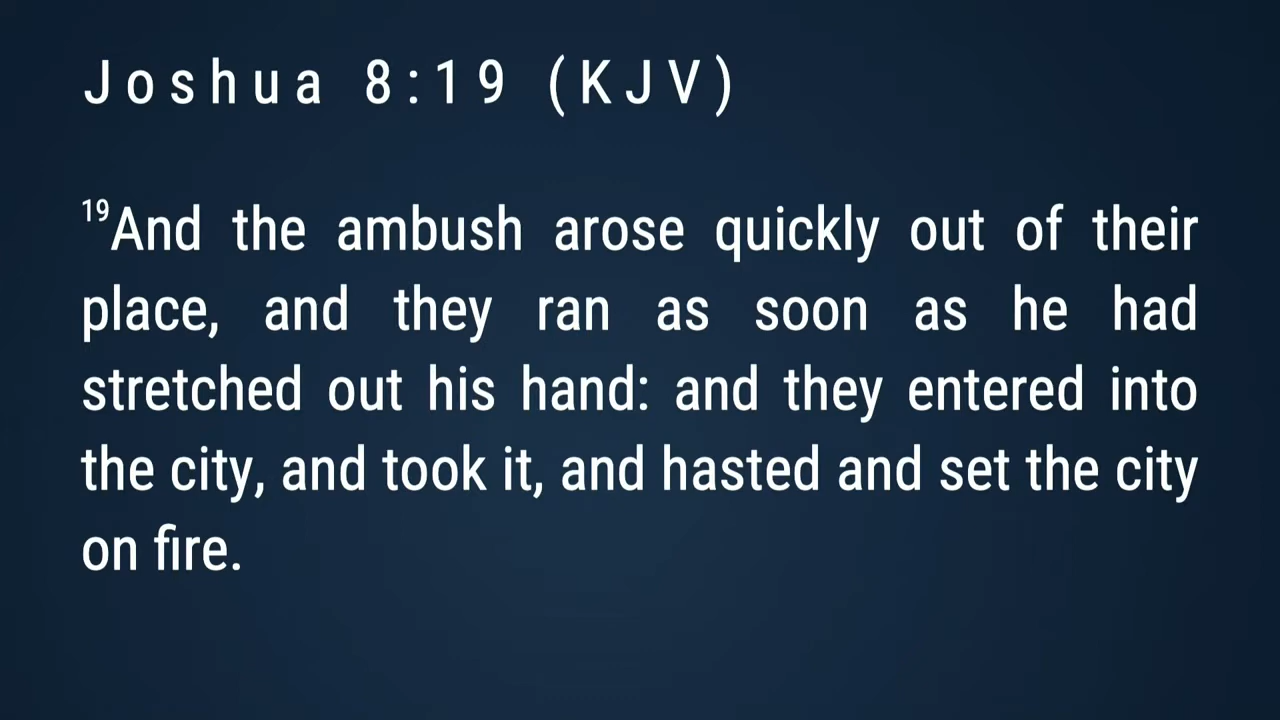 Joshua 8:19 (KJV)
19And the ambush arose quickly out of their
place, and they ran as soon as he had
stretched out his hand: and they entered into
the city, and took it, and hasted and set the city
on fire.